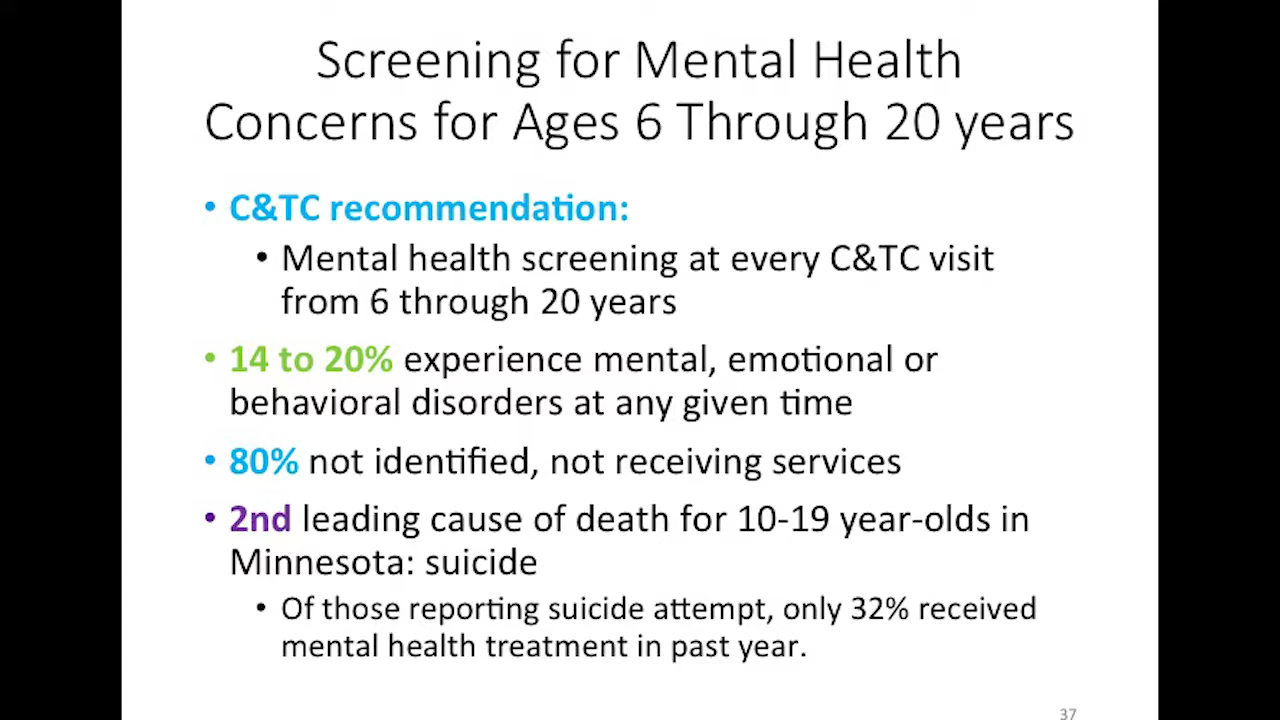 Screening for Mental Health
Concerns for Ages 6 Through 20 years
• C&TC recommendation:
• Mental health screening at every C&TC visit
from 6 through 20 years
• 14 to 20% experience mental, emotional or
behavioral disorders at any given time
• 80% not identified, not receiving services
• 2nd leading cause of death for 10-19 year-olds in
Minnesota: suicide
• Of those reporting suicide attempt, only 32% received
mental health treatment in past year.
37